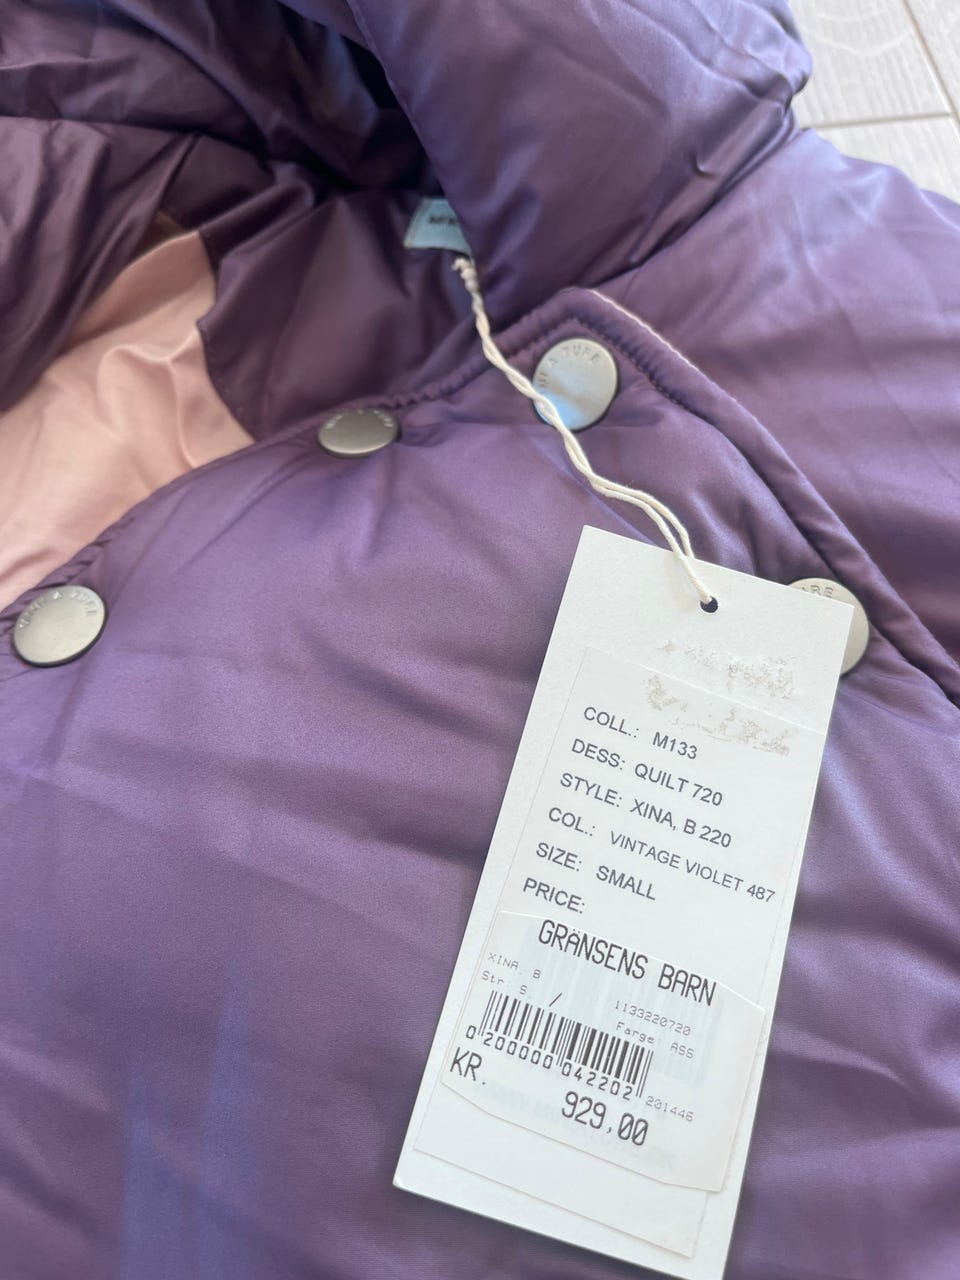 COLL.: M133
DESS: QUILT 720
STYLE: XINA, B 220
COL.: VINTAGE VIOLET 487
SIZE: SMALL
PRICE:
GRÄNSENS BARN
XINA, B
Str: S / 1133220720
Farge: ASS
0 200000 042202
201446
KR. 929,00